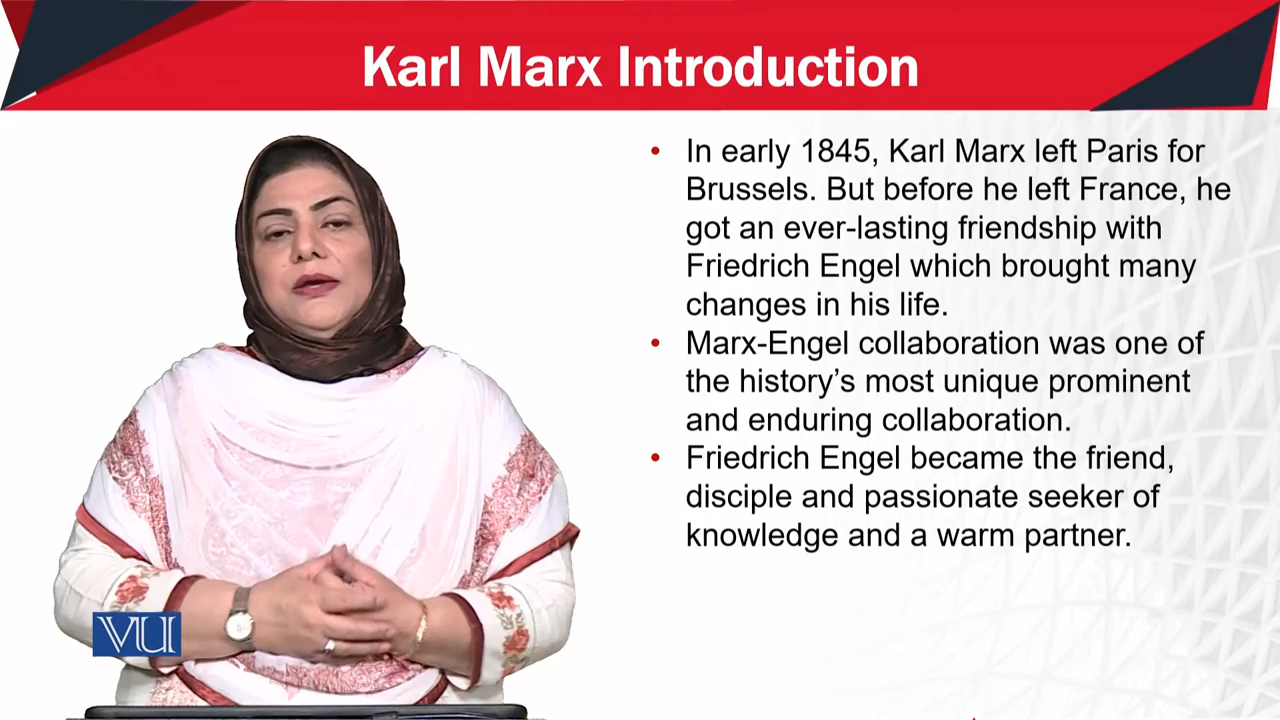 Karl Marx Introduction
• In early 1845, Karl Marx left Paris for
Brussels. But before he left France, he
got an ever-lasting friendship with
Friedrich Engel which brought many
changes in his life.
• Marx-Engel collaboration was one of
the history’s most unique prominent
and enduring collaboration.
• Friedrich Engel became the friend,
disciple and passionate seeker of
knowledge and a warm partner.
VU